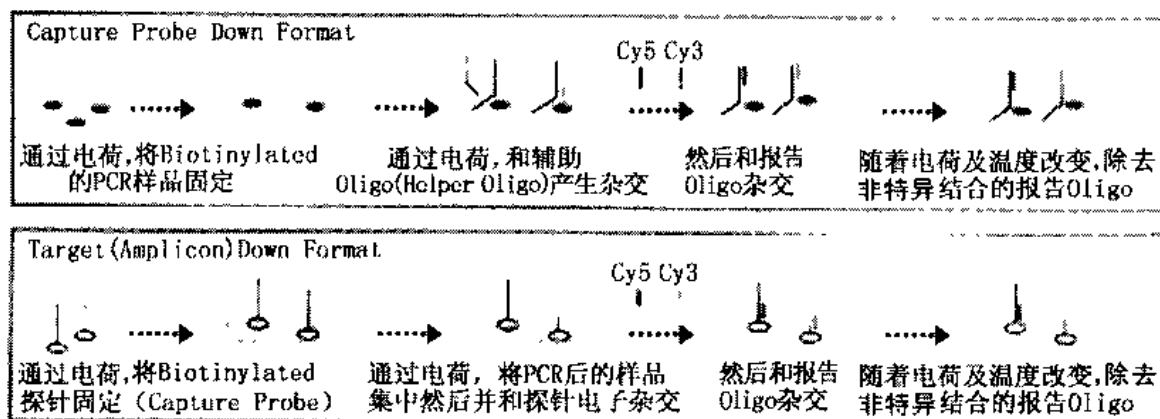 Capture Probe Down Format
Cy5 Cy3
通过电荷,将Biotinylated
的PCR样品固定
通过电荷,和辅助
Oligo(Helper Oligo)产生杂交
然后和报告
Oligo杂交
随着电荷及温度改变,除去
非特异结合的报告Oligo
Target(Amplicon)Down Format
Cy5 Cy3
通过电荷,将Biotinylated
探针固定（Capture Probe）
通过电荷，将PCR后的样品
集中然后并和探针电子杂交
然后和报告
Oligo杂交
随着电荷及温度改变,除去
非特异结合的报告Oligo